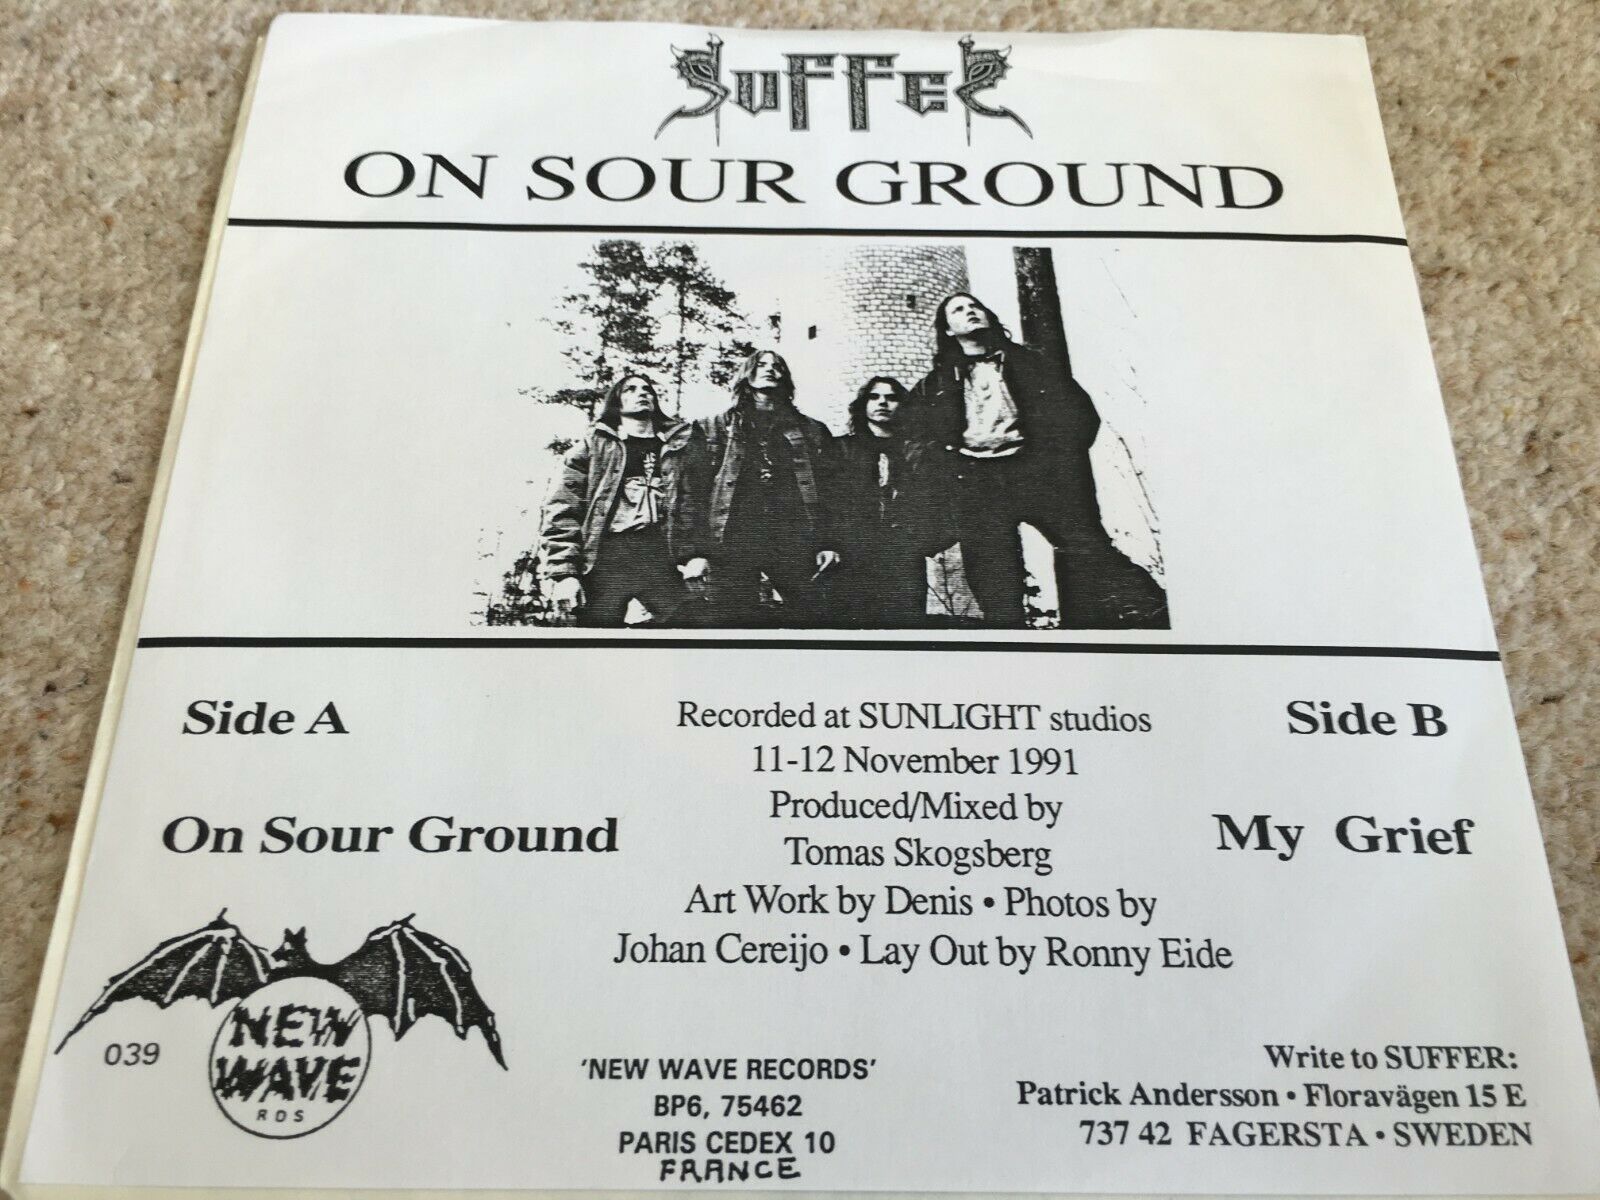 SUFFER
ON SOUR GROUND
Side A
On Sour Ground
Recorded at SUNLIGHT studios
11-12 November 1991
Produced/Mixed by
Tomas Skogsberg
Art Work by Denis • Photos by
Johan Cereijo • Lay Out by Ronny Eide
Side B
My Grief
039
NEW
WAVE
RDS
'NEW WAVE RECORDS'
BP6, 75462
PARIS CEDEX 10
FRANCE
Write to SUFFER:
Patrick Andersson • Floravägen 15 E
737 42 FAGERSTA • SWEDEN